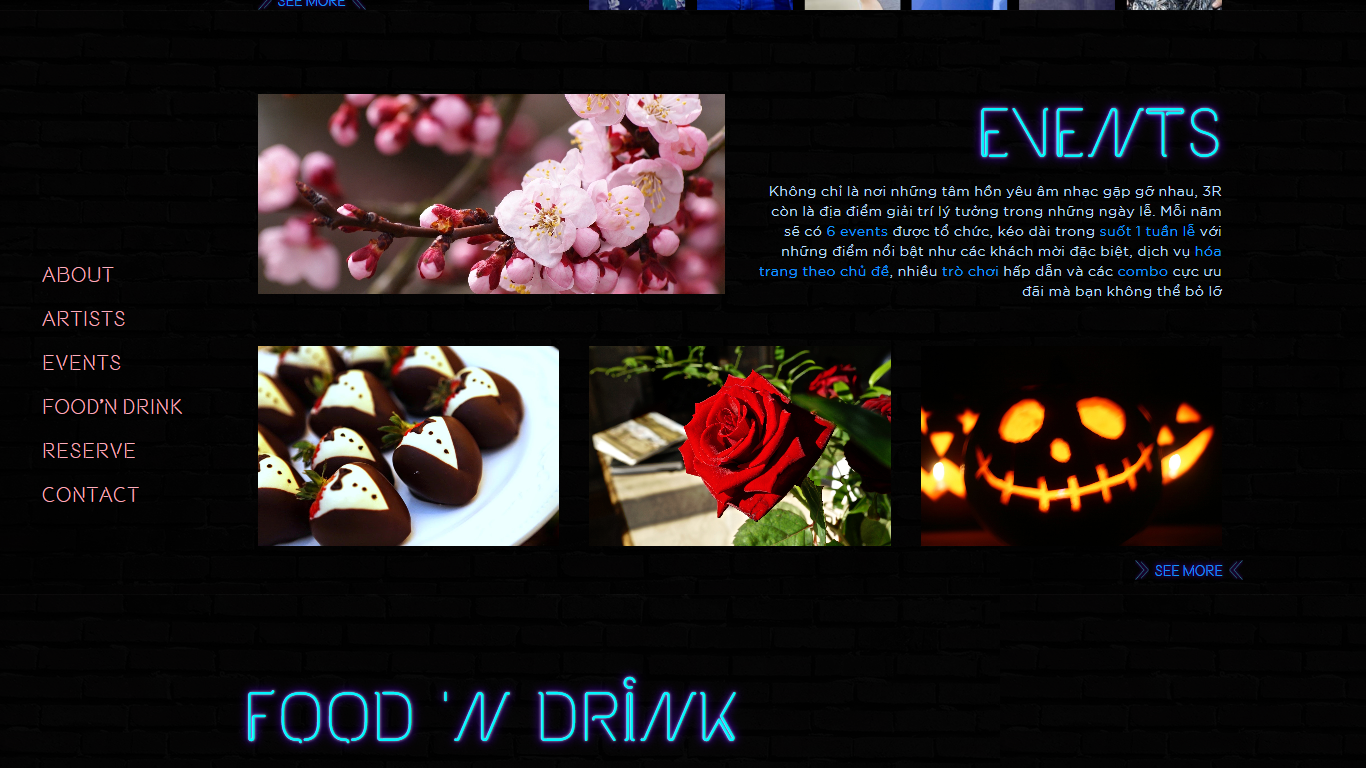 SEE MORE
EVENTS
Không chỉ là nơi những tâm hồn yêu âm nhạc gặp gỡ nhau, 3R
còn là địa điểm giải trí lý tưởng trong những ngày lễ. Mỗi năm
sẽ có 6 events được tổ chức, kéo dài trong suốt 1 tuần lễ với
những điểm nổi bật như các khách mời đặc biệt, dịch vụ hóa
trang theo chủ đề, nhiều trò chơi hấp dẫn và các combo cực ưu
đãi mà bạn không thể bỏ lỡ
ABOUT
ARTISTS
EVENTS
FOOD'N DRINK
RESERVE
CONTACT
SEE MORE
FOOD 'N DRINK